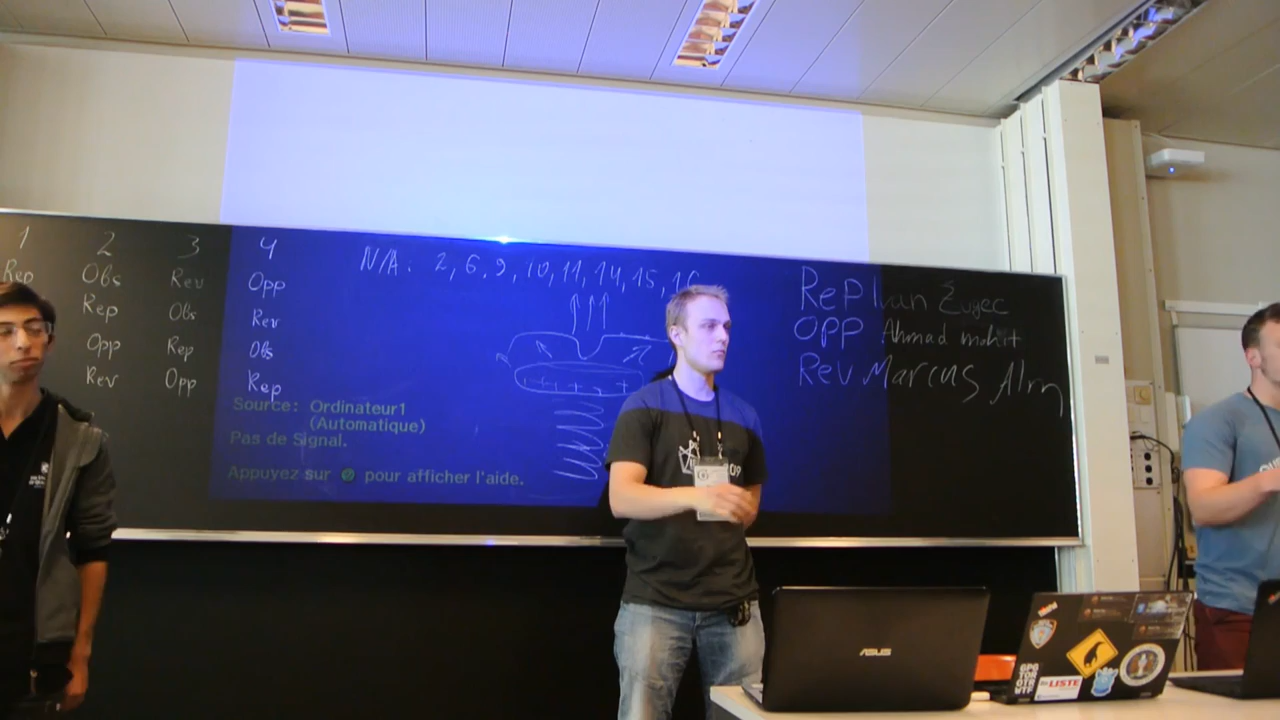 1 2 3 4
Rep Obs Rev Opp
Rep Obs Rev
Opp Rep Obs
Rev Opp Rep
N/A: 2, 6, 9, 10, 11, 14, 15, 16
Rep Ivan Žugec
Opp Ahmad mohit
Rev Marcus Alm
Source: Ordinateur1
(Automatique)
Pas de Signal.
Appuyez sur pour afficher l'aide.
ASUS
LISTE